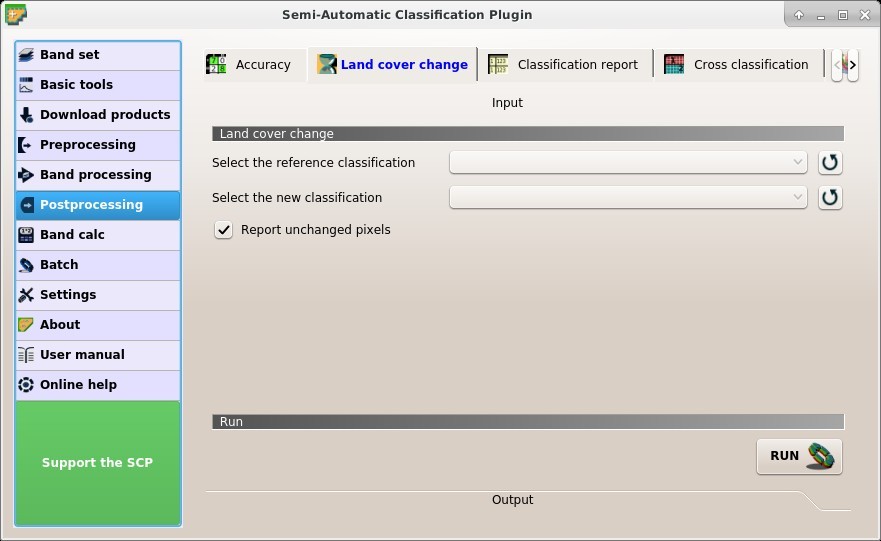 Semi-Automatic Classification Plugin
Band set
Basic tools
Download products
Preprocessing
Band processing
Postprocessing
Band calc
Batch
Settings
About
User manual
Online help
Support the SCP
Accuracy
Land cover change
Classification report
Cross classification
Input
Land cover change
Select the reference classification
Select the new classification
Report unchanged pixels
Run
RUN
Output